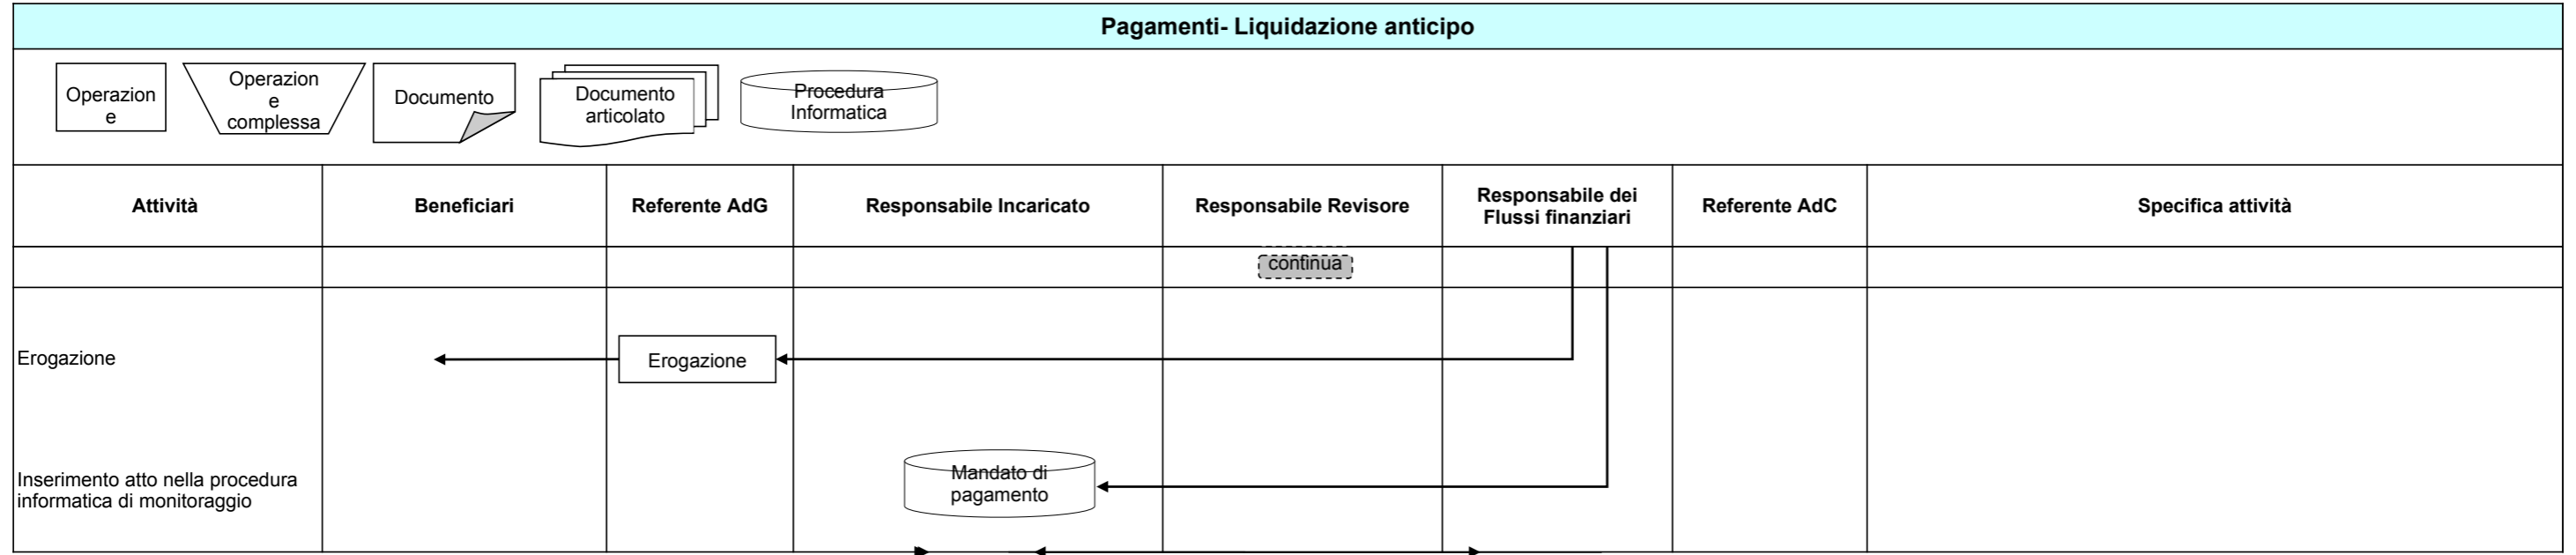 Pagamenti- Liquidazione anticipo
Operazion
e
Operazion
e
complessa
Documento
Documento
articolato
Procedura
Informatica
Attività
Beneficiari
Referente AdG
Responsabile Incaricato
Responsabile Revisore
Responsabile dei
Flussi finanziari
Referente AdC
Specifica attività
continua
Erogazione
Erogazione
Inserimento atto nella procedura
informatica di monitoraggio
Mandato di
pagamento